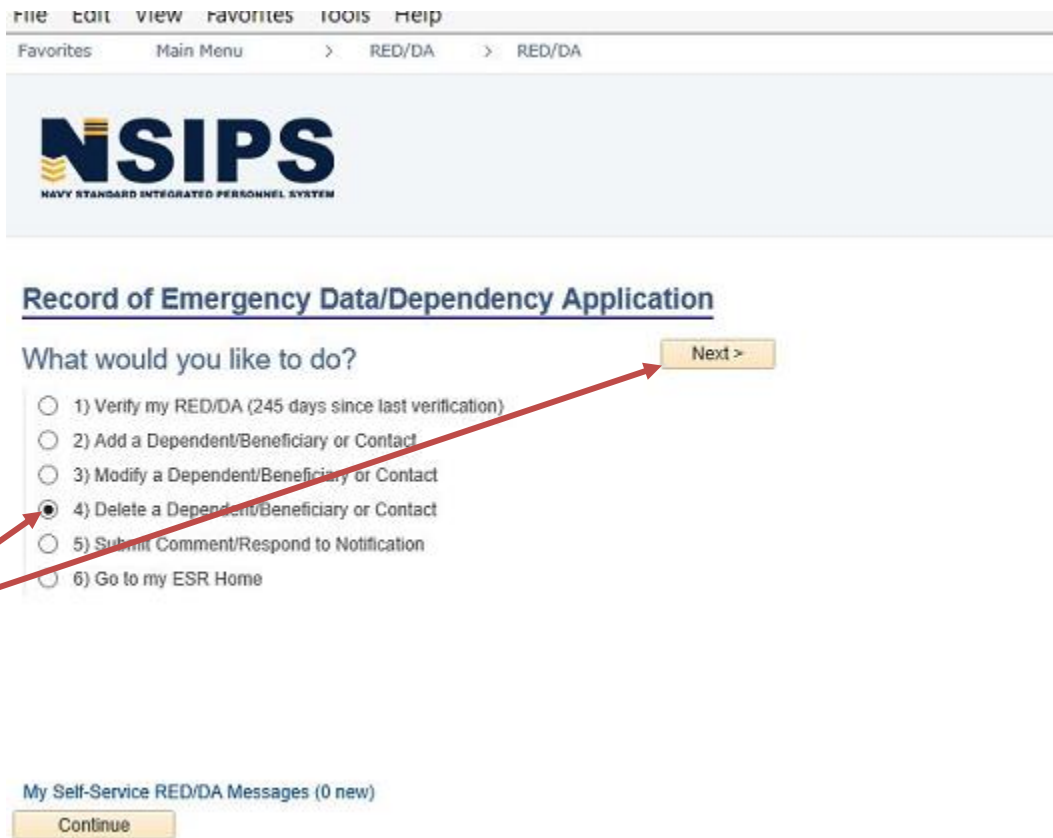 File Edit View Favorites Tools Help
Favorites Main Menu > RED/DA > RED/DA
NSIPS
NAVY STANDARD INTEGRATED PERSONNEL SYSTEM
Record of Emergency Data/Dependency Application
What would you like to do? Next >
1) Verify my RED/DA (245 days since last verification)
2) Add a Dependent/Beneficiary or Contact
3) Modify a Dependent/Beneficiary or Contact
4) Delete a Dependent/Beneficiary or Contact
5) Submit Comment/Respond to Notification
6) Go to my ESR Home
My Self-Service RED/DA Messages (0 new)
Continue